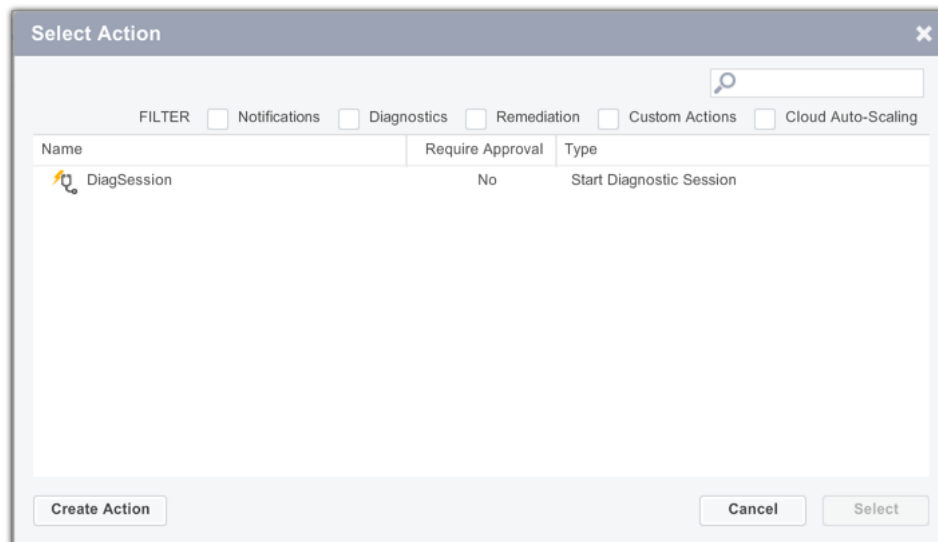 Select Action
FILTER Notifications Diagnostics Remediation Custom Actions Cloud Auto-Scaling
Name Require Approval Type
DiagSession No Start Diagnostic Session
Create Action Cancel Select